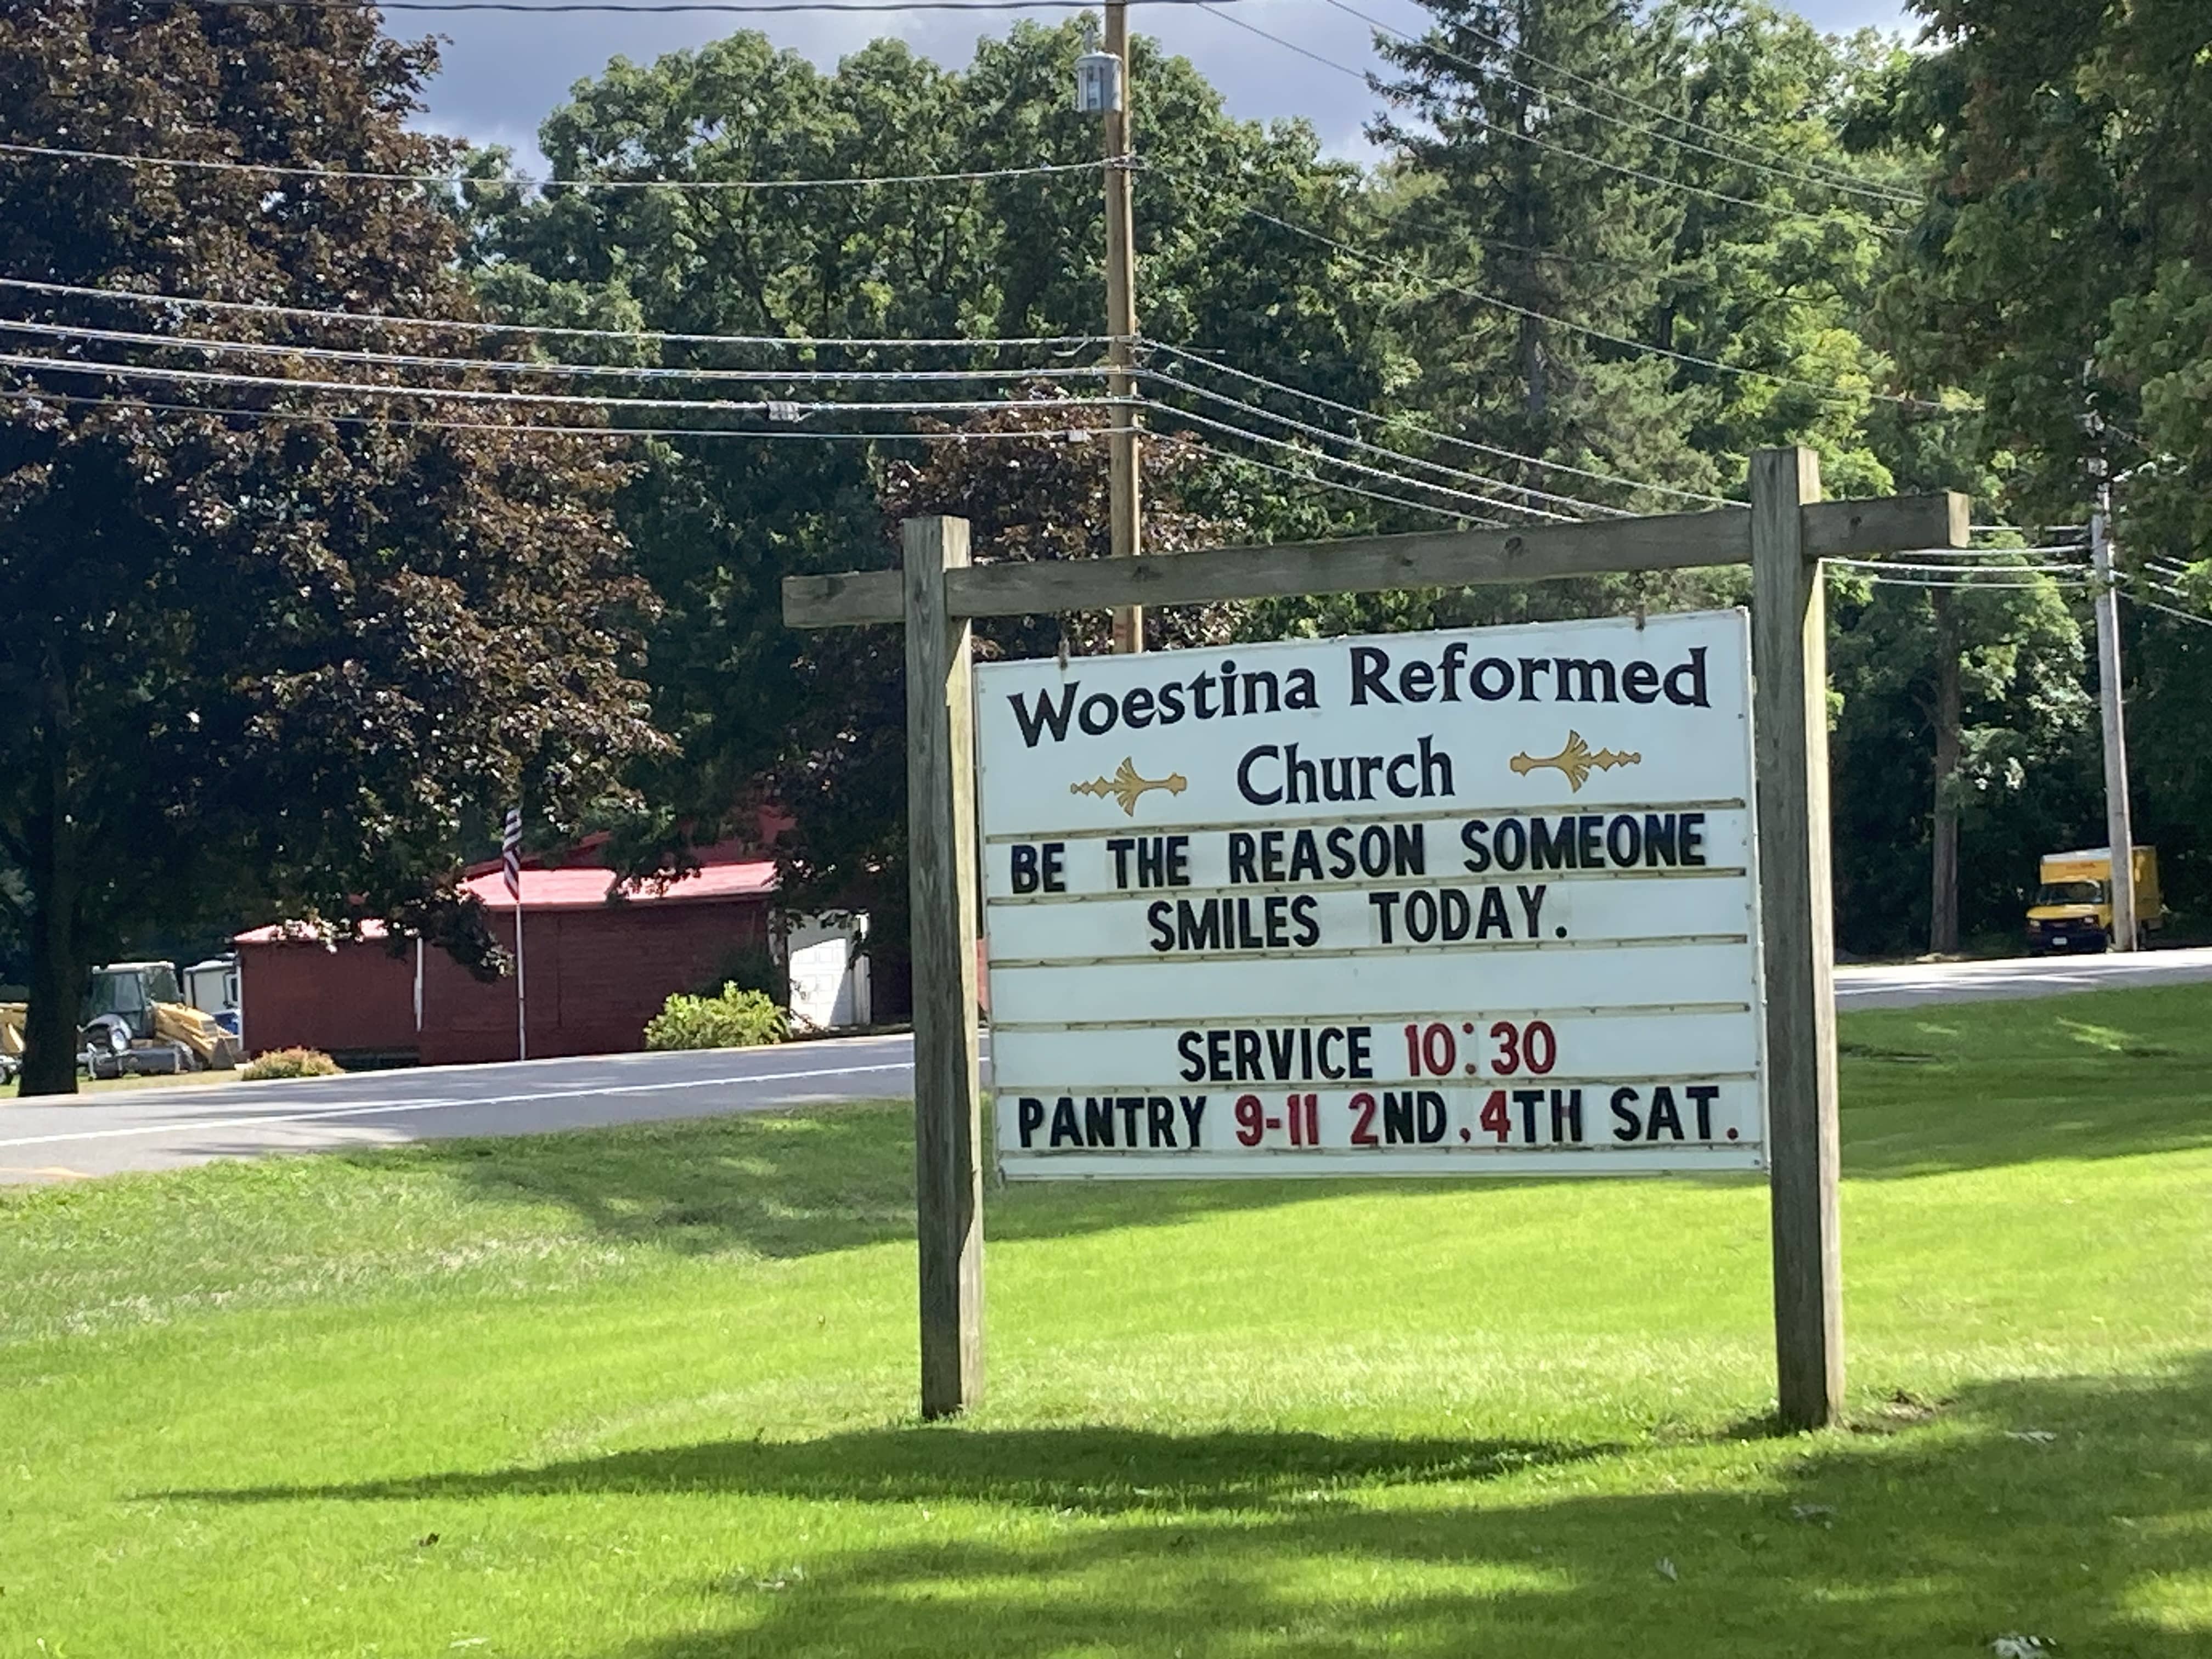 Woestina Reformed
Church
BE THE REASON SOMEONE
SMILES TODAY.
SERVICE 10:30
PANTRY 9-11 2ND, 4TH SAT.